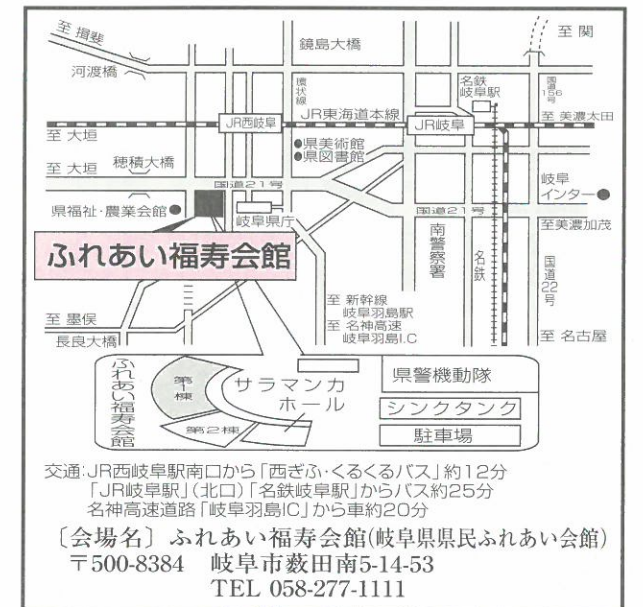 至 揖斐
鏡島大橋
至 関
河渡橋
環状線
名鉄
岐阜駅
国道156号
JR東海道本線
JR西岐阜
JR岐阜
至 美濃太田
至 大垣
●県美術館
●県図書館
至 大垣
穂積大橋
国道21号
岐阜
インター●
県福祉・農業会館●
岐阜県庁
国道21号
至美濃加茂
ふれあい福寿会館
南警察署
名鉄
国道22号
至 新幹線
岐阜羽島駅
至 名神高速
岐阜羽島I.C
至 墨俣
長良大橋
至 名古屋
ふれあい福寿会館
第1棟
第2棟
サラマンカ
ホール
県警機動隊
シンクタンク
駐車場
交通:JR西岐阜駅南口から「西ぎふ・くるくるバス」約12分
「JR岐阜駅」(北口)「名鉄岐阜駅」からバス約25分
名神高速道路「岐阜羽島IC」から車約20分
〔会場名〕ふれあい福寿会館(岐阜県県民ふれあい会館)
〒500-8384 岐阜市薮田南5-14-53
TEL 058-277-1111